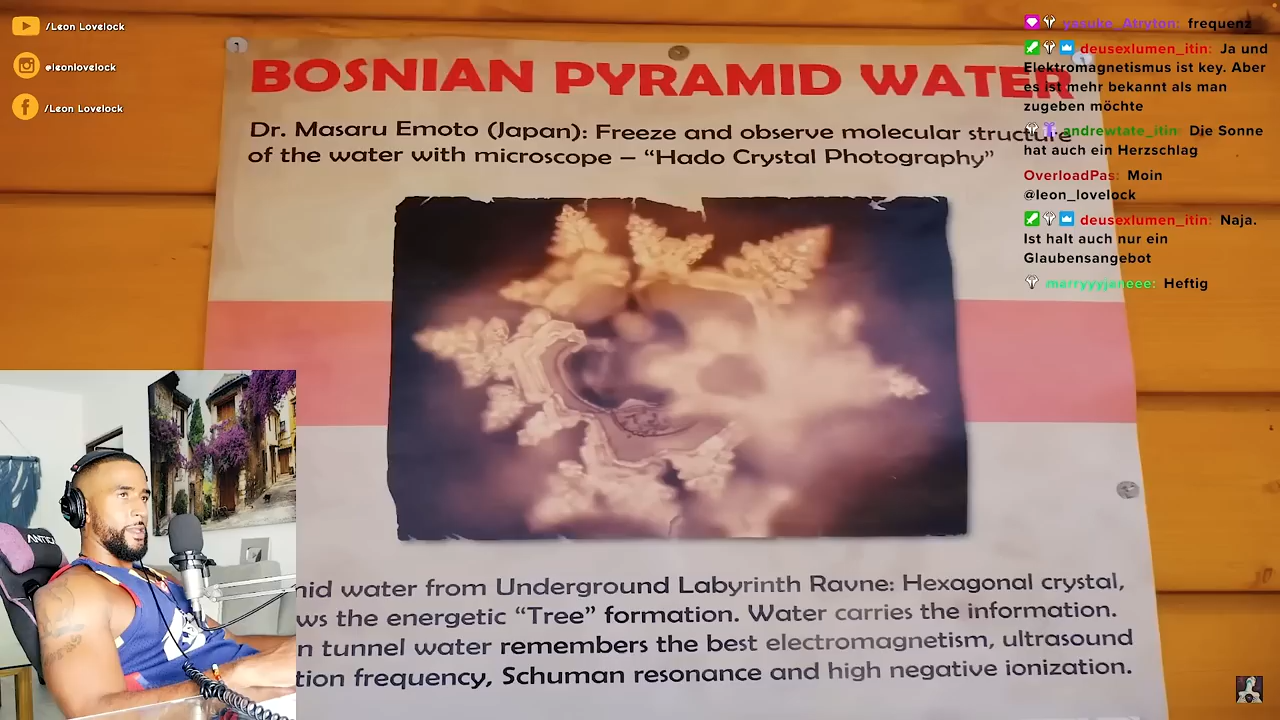 /Leon Lovelock
@leonlovelock
/Leon Lovelock
BOSNIAN PYRAMID WATER
Dr. Masaru Emoto (Japan): Freeze and observe molecular structure
of the water with microscope – “Hado Crystal Photography”
nid water from Underground Labyrinth Ravne: Hexagonal crystal,
ws the energetic “Tree” formation. Water carries the information.
n tunnel water remembers the best electromagnetism, ultrasound
tion frequency, Schuman resonance and high negative ionization.
yssuke_Atryton: frequenz
deusexlumen_itin: Ja und
Elektromagnetismus ist key. Aber
es ist mehr bekannt als man
zugeben möchte
andrewtate_itin: Die Sonne
hat auch ein Herzschlag
OverloadPas: Moin
@leon_lovelock
deusexlumen_itin: Naja.
Ist halt auch nur ein
Glaubensangebot
marryyyjaneee: Heftig